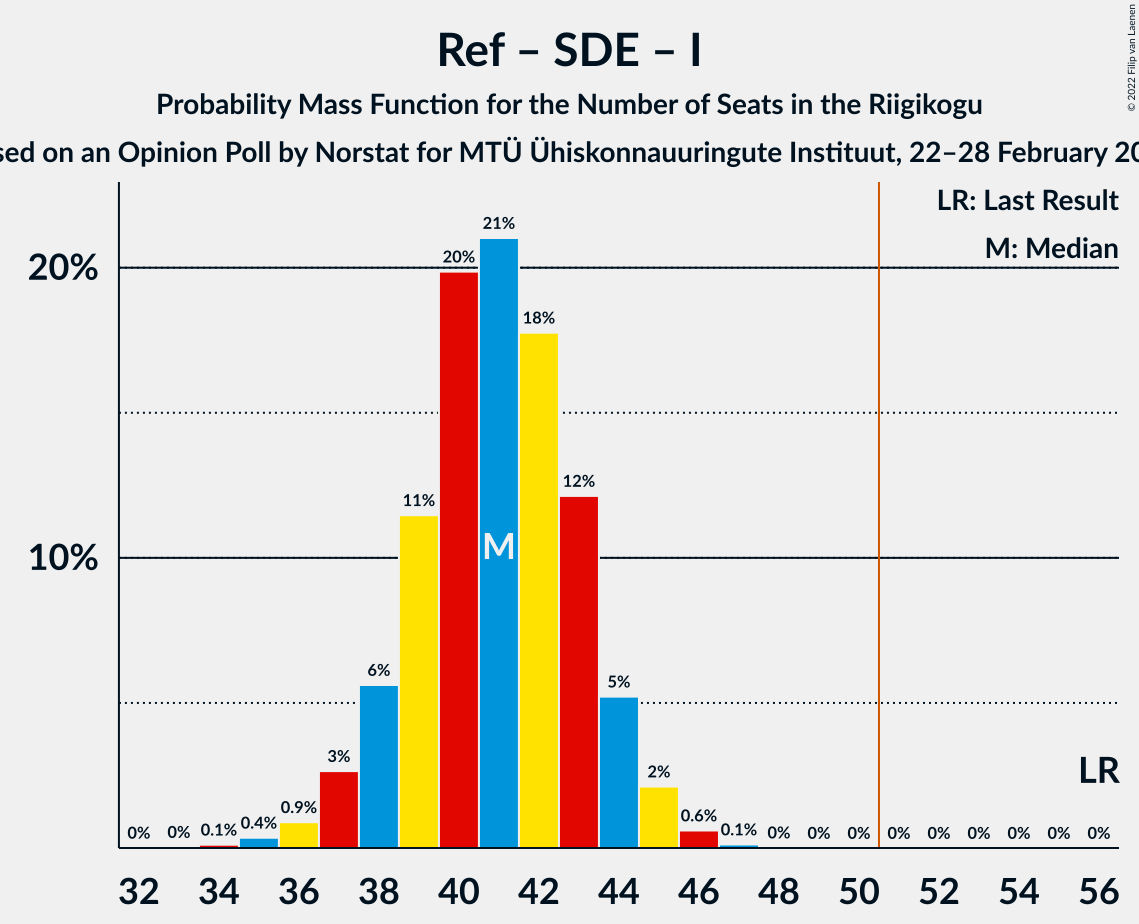 Ref – SDE – I
Probability Mass Function for the Number of Seats in the Riigikogu
sed on an Opinion Poll by Norstat for MTÜ Ühiskonnauuringute Instituut, 22–28 February 20
© 2022 Filip van Laenen
LR: Last Result
M: Median
20%
10%
0% 0% 0.1% 0.4% 0.9% 3% 6% 11% 20% 21% 18% 12% 5% 2% 0.6% 0.1% 0% 0% 0% 0% 0% 0% 0% 0% 0%
M
LR
32 34 36 38 40 42 44 46 48 50 52 54 56